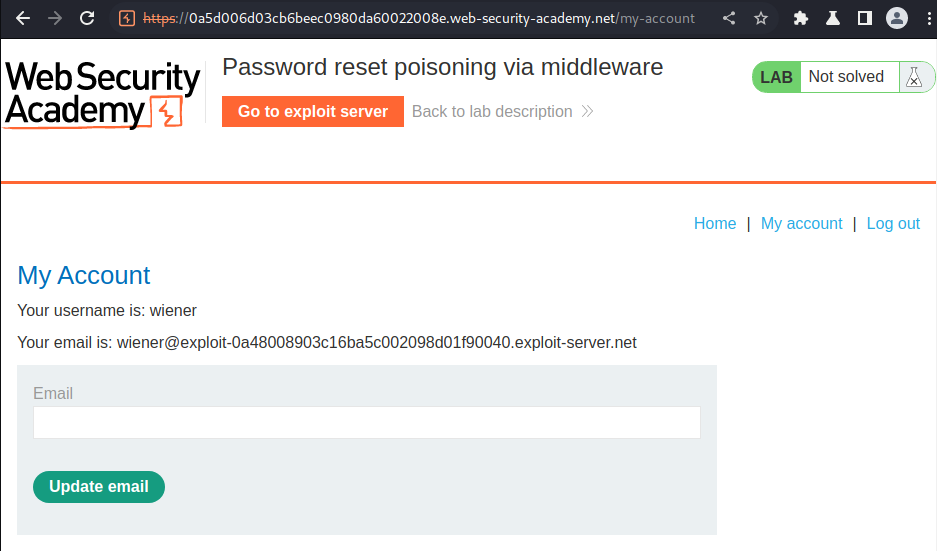 https://0a5d006d03cb6beec0980da60022008e.web-security-academy.net/my-account
Web Security
Academy
Password reset poisoning via middleware
LAB Not solved
Go to exploit server Back to lab description
Home | My account | Log out
My Account
Your username is: wiener
Your email is: wiener@exploit-0a48008903c16ba5c002098d01f90040.exploit-server.net
Email
Update email